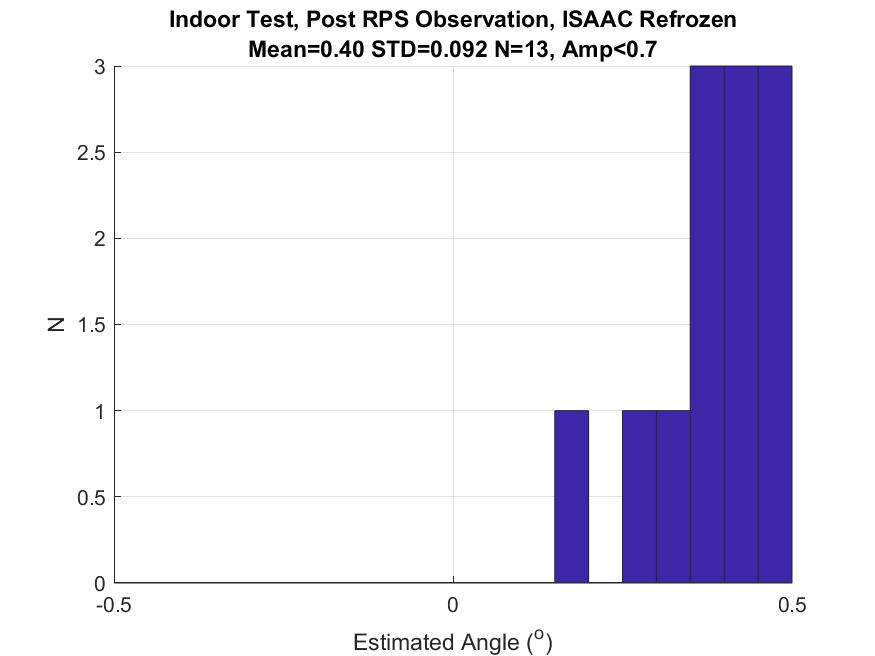 Indoor Test, Post RPS Observation, ISAAC Refrozen
Mean=0.40 STD=0.092 N=13, Amp<0.7
3
2.5
2
1.5
1
0.5
0
N
-0.5 0 0.5
Estimated Angle (o)